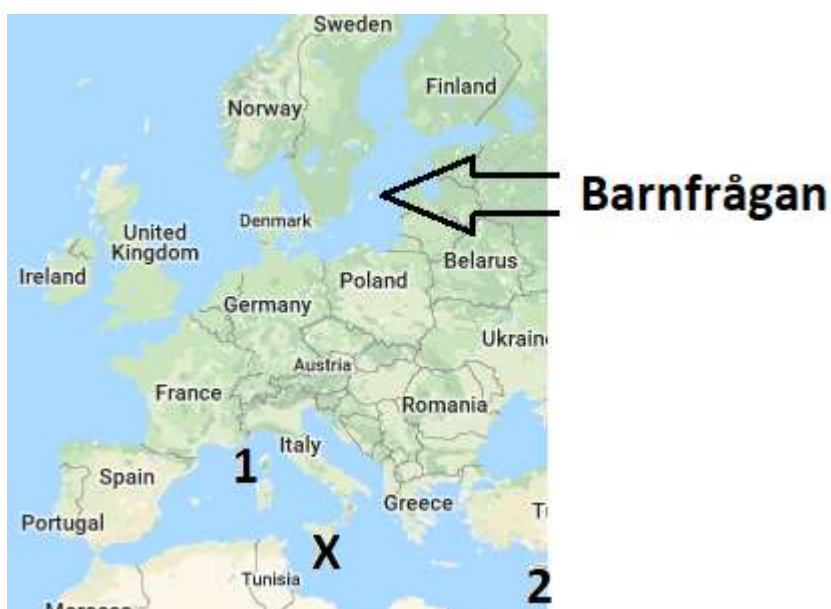 Sweden
Finland
Norway
Barnfrågan
Denmark
United
Kingdom
Ireland
Belarus
Poland
Germany
Ukrain
Austria
France
Romania
Italy
1
Spain
Greece
Portugal
T
X
Tunisia
2
Morocco